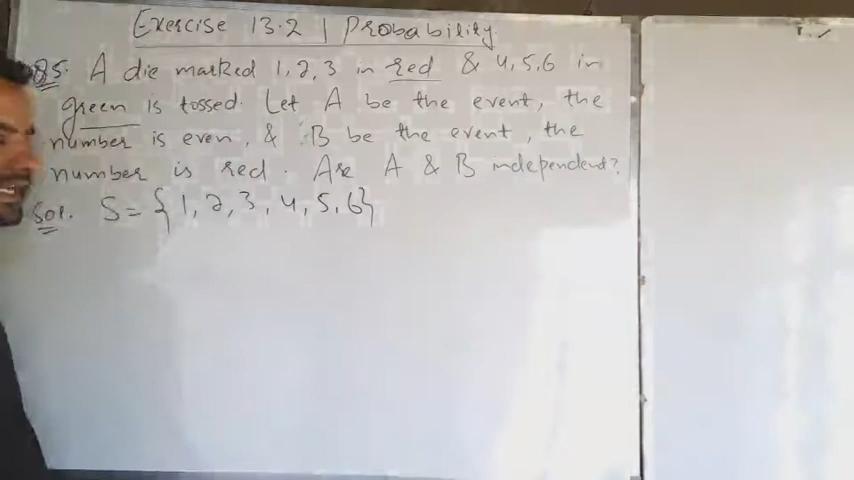 Exercise 13.2 | Probability
Q5. A die marked 1, 2, 3 in red & 4, 5, 6 in
green is tossed. Let A be the event, the
number is even, & B be the event, the
number is red. Are A & B independent?
Sol. S = {1, 2, 3, 4, 5, 6}